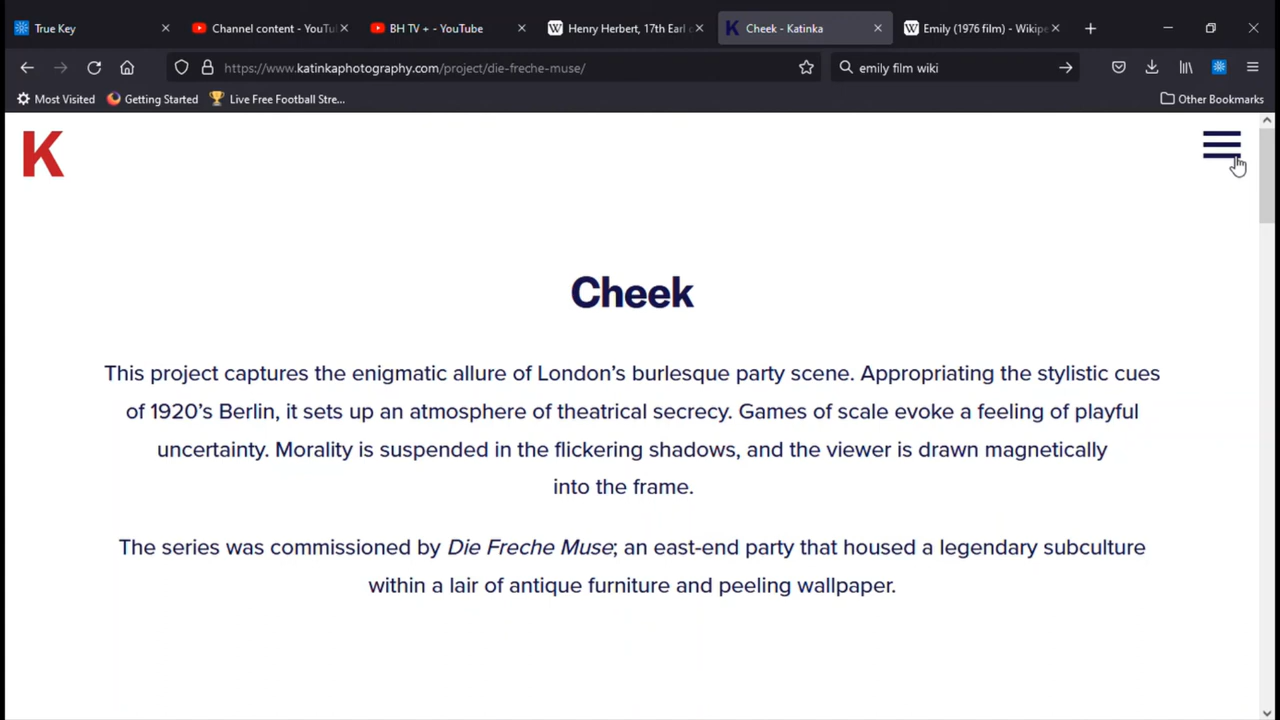 True Key
Channel content - YouTu
BH TV + - YouTube
Henry Herbert, 17th Earl o
K Cheek - Katinka
Emily (1976 film) - Wikipe
https://www.katinkaphotography.com/project/die-freche-muse/
emily film wiki
Most Visited
Getting Started
Live Free Football Stre...
Other Bookmarks
K
Cheek
This project captures the enigmatic allure of London’s burlesque party scene. Appropriating the stylistic cues
of 1920’s Berlin, it sets up an atmosphere of theatrical secrecy. Games of scale evoke a feeling of playful
uncertainty. Morality is suspended in the flickering shadows, and the viewer is drawn magnetically
into the frame.
The series was commissioned by Die Freche Muse; an east-end party that housed a legendary subculture
within a lair of antique furniture and peeling wallpaper.